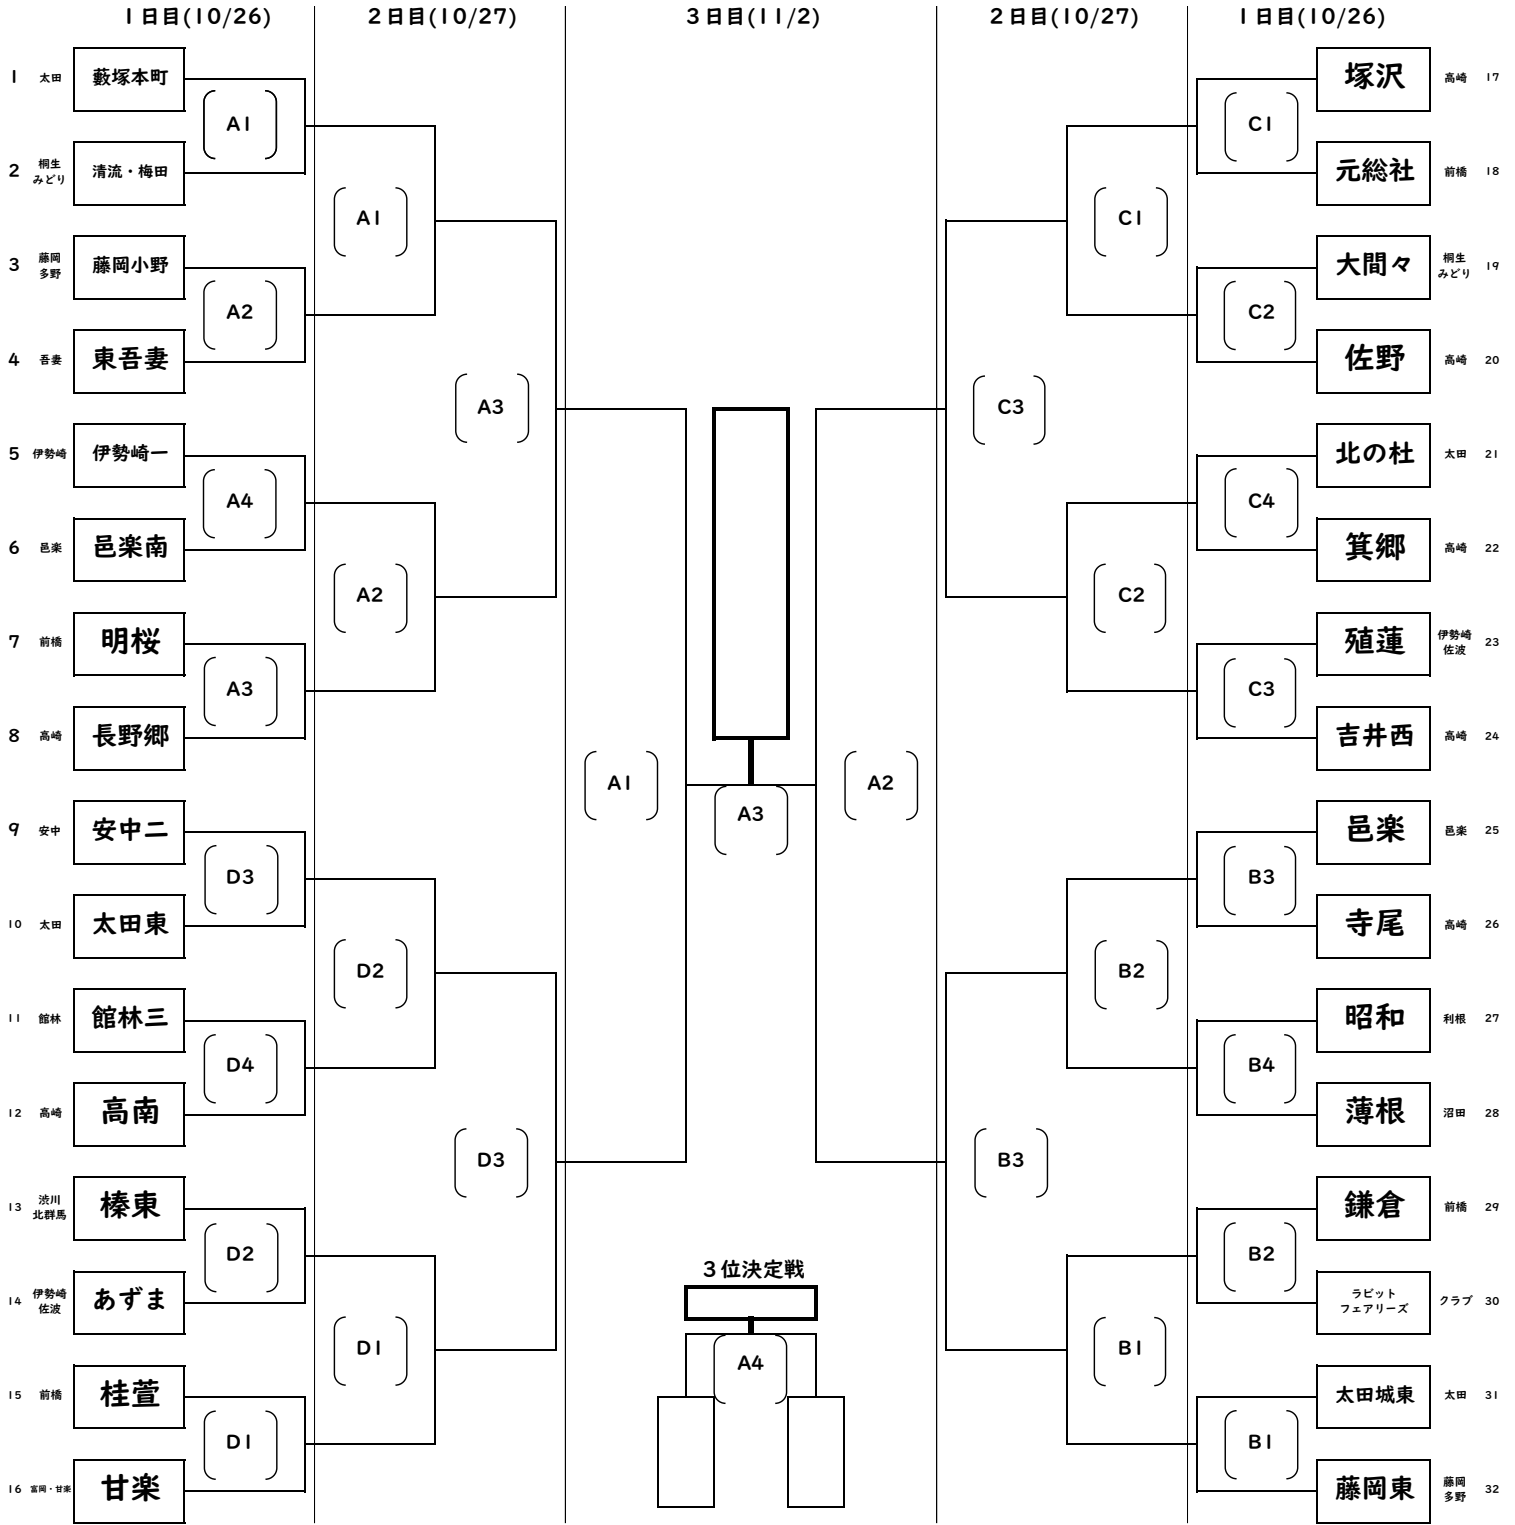 1日目(10/26)
2日目(10/27)
3日目(11/2)
2日目(10/27)
1日目(10/26)
1 太田 藪塚本町
A1
2 桐生
みどり
清流・梅田
A1
3 藤岡
多野
藤岡小野
A2
4 吾妻 東吾妻
A3
5 伊勢崎 伊勢崎一
A4
6 邑楽 邑楽南
A2
7 前橋 明桜
A3
8 高崎 長野郷
A1
9 安中 安中二
D3
10 太田 太田東
D2
11 館林 館林三
D4
12 高崎 高南
D3
13 渋川
北群馬
榛東
D2
14 伊勢崎
佐波
あずま
D1
15 前橋 桂萱
D1
16 富岡・甘楽 甘楽
A3
3位決定戦
A4
塚沢 高崎 17
C1
元総社 前橋 18
C1
大間々 桐生
みどり
19
C2
佐野 高崎 20
C3
北の杜 太田 21
C4
箕郷 高崎 22
C2
殖蓮 伊勢崎
佐波
23
C3
吉井西 高崎 24
A2
邑楽 邑楽 25
B3
寺尾 高崎 26
B2
昭和 利根 27
B4
薄根 沼田 28
B3
鎌倉 前橋 29
B2
ラビット
フェアリーズ
クラブ 30
B1
太田城東 太田 31
B1
藤岡東 藤岡
多野
32